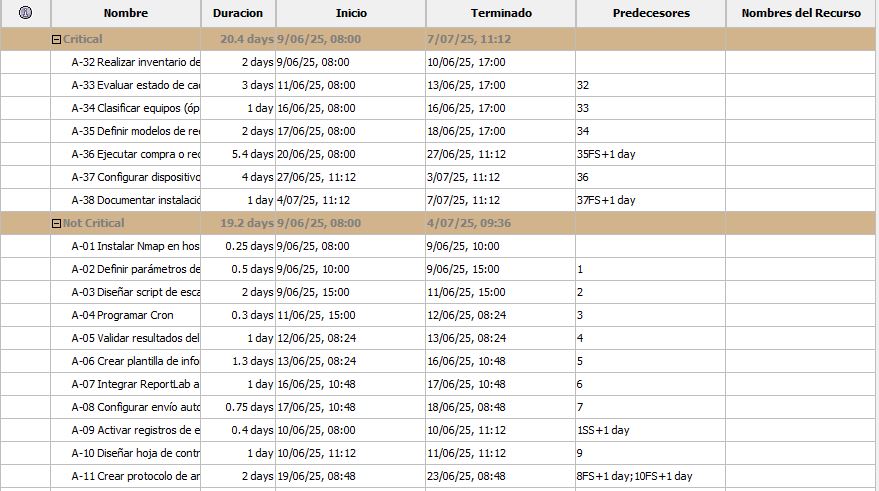 Nombre Duracion Inicio Terminado Predecesores Nombres del Recurso
Critical 20.4 days 9/06/25, 08:00 7/07/25, 11:12
A-32 Realizar inventario de 2 days 9/06/25, 08:00 10/06/25, 17:00
A-33 Evaluar estado de ca 3 days 11/06/25, 08:00 13/06/25, 17:00 32
A-34 Clasificar equipos (óp 1 day 16/06/25, 08:00 16/06/25, 17:00 33
A-35 Definir modelos de re 2 days 17/06/25, 08:00 18/06/25, 17:00 34
A-36 Ejecutar compra o rec 5.4 days 20/06/25, 08:00 27/06/25, 11:12 35FS+1 day
A-37 Configurar dispositivo 4 days 27/06/25, 11:12 3/07/25, 11:12 36
A-38 Documentar instalació 1 day 4/07/25, 11:12 7/07/25, 11:12 37FS+1 day
Not Critical 19.2 days 9/06/25, 08:00 4/07/25, 09:36
A-01 Instalar Nmap en hos 0.25 days 9/06/25, 08:00 9/06/25, 10:00
A-02 Definir parámetros de 0.5 days 9/06/25, 10:00 9/06/25, 15:00 1
A-03 Diseñar script de esca 2 days 9/06/25, 15:00 11/06/25, 15:00 2
A-04 Programar Cron 0.3 days 11/06/25, 15:00 12/06/25, 08:24 3
A-05 Validar resultados del 1 day 12/06/25, 08:24 13/06/25, 08:24 4
A-06 Crear plantilla de info 1.3 days 13/06/25, 08:24 16/06/25, 10:48 5
A-07 Integrar ReportLab a 1 day 16/06/25, 10:48 17/06/25, 10:48 6
A-08 Configurar envío auto 0.75 days 17/06/25, 10:48 18/06/25, 08:48 7
A-09 Activar registros de e 0.4 days 10/06/25, 08:00 10/06/25, 11:12 1SS+1 day
A-10 Diseñar hoja de contr 1 day 10/06/25, 11:12 11/06/25, 11:12 9
A-11 Crear protocolo de ar 2 days 19/06/25, 08:48 23/06/25, 08:48 8FS+1 day;10FS+1 day